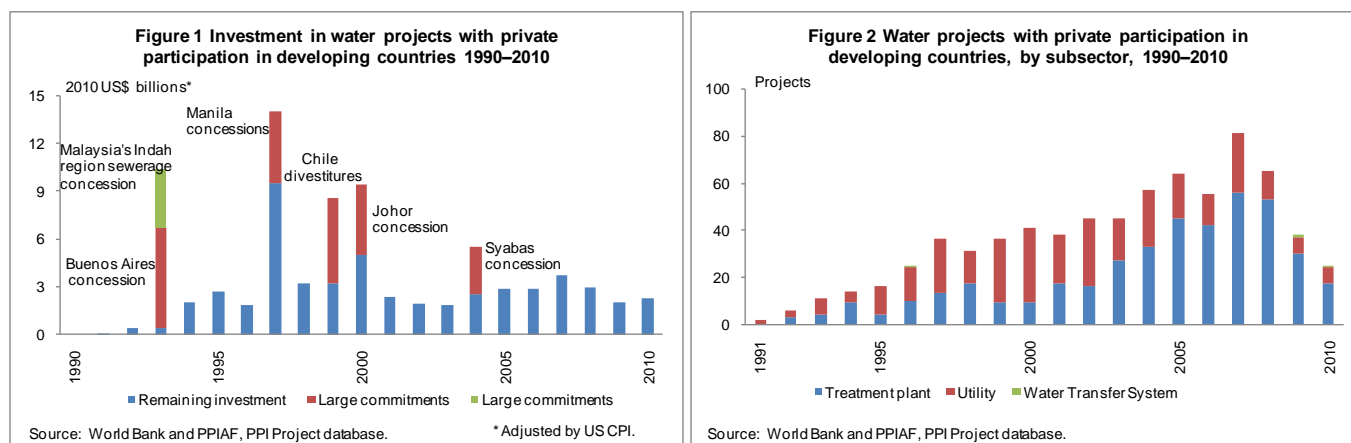 Figure 1 Investment in water projects with private
participation in developing countries 1990–2010
2010 US$ billions*
15
12
9
6
3
0
Manila
concessions
Malaysia's Indah
region sewerage
concession
Chile
divestitures
Johor
concession
Buenos Aires
concession
Syabas
concession
1990
1995
2000
2005
2010
Remaining investment
Large commitments
Large commitments
Source: World Bank and PPIAF, PPI Project database.
* Adjusted by US CPI.
Figure 2 Water projects with private participation in
developing countries, by subsector, 1990–2010
Projects
100
80
60
40
20
0
1991
1995
2000
2005
2010
Treatment plant
Utility
Water Transfer System
Source: World Bank and PPIAF, PPI Project database.